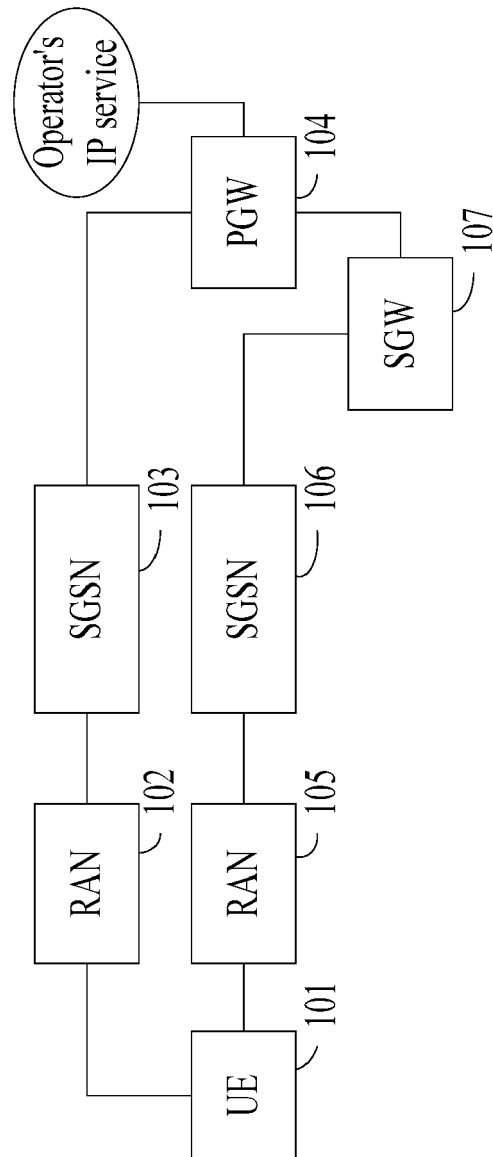 Operator's
IP service
RAN
102
SGSN
103
PGW
104
UE
101
RAN
105
SGSN
106
SGW
107